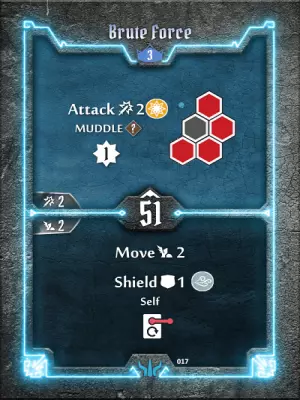 Brute Force
3
Attack 2
MUDDLE ?
1
2
51
2
Move 2
Shield 1
Self
017